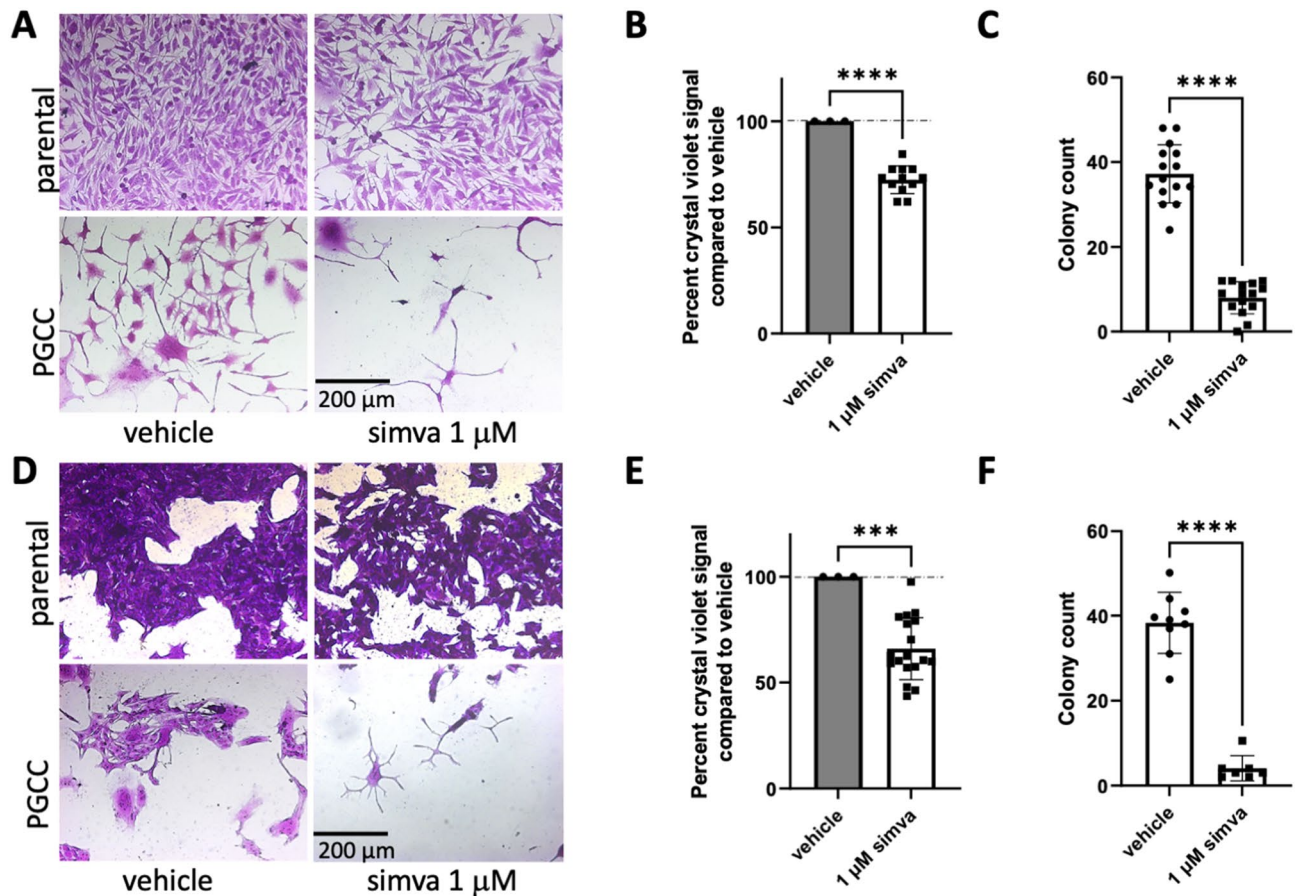 A
parental
PGCC
200 μm
vehicle
simva 1 μM
B
Percent crystal violet signal
compared to vehicle
****
100
50
0
vehicle
1 μM simva
C
Colony count
****
60
40
20
0
vehicle
1 μM simva
D
parental
PGCC
200 μm
vehicle
simva 1 μM
E
Percent crystal violet signal
compared to vehicle
***
100
50
0
vehicle
1 μM simva
F
Colony count
****
60
40
20
0
vehicle
1 μM simva